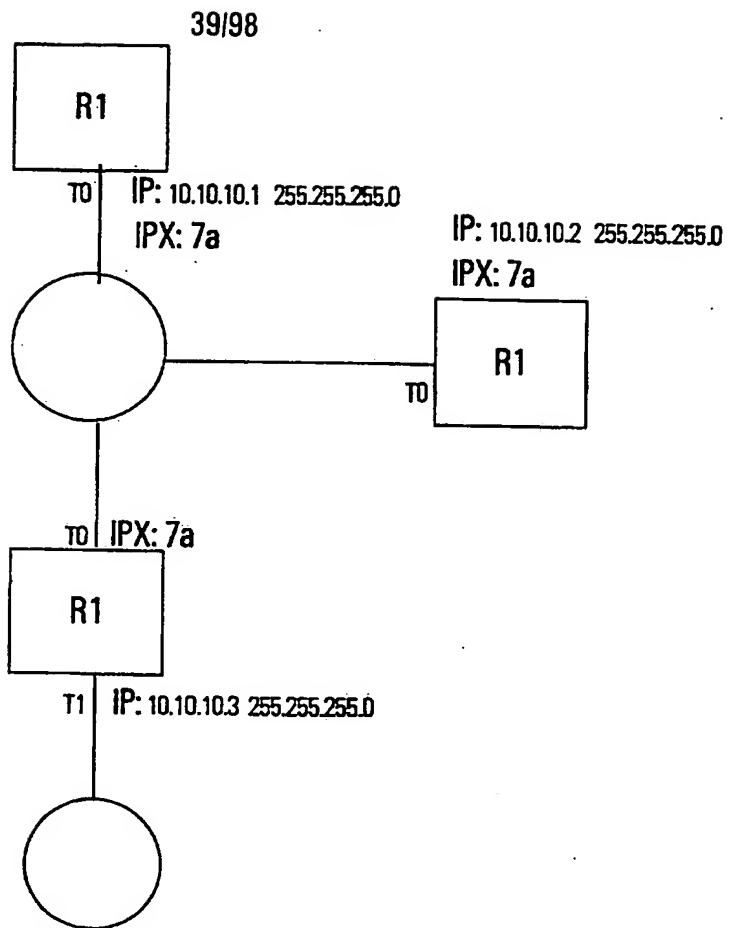 39/98
R1
T0 IP: 10.10.10.1 255.255.255.0
IPX: 7a
IP: 10.10.10.2 255.255.255.0
IPX: 7a
R1
T0
T0 IPX: 7a
R1
T1 IP: 10.10.10.3 255.255.255.0